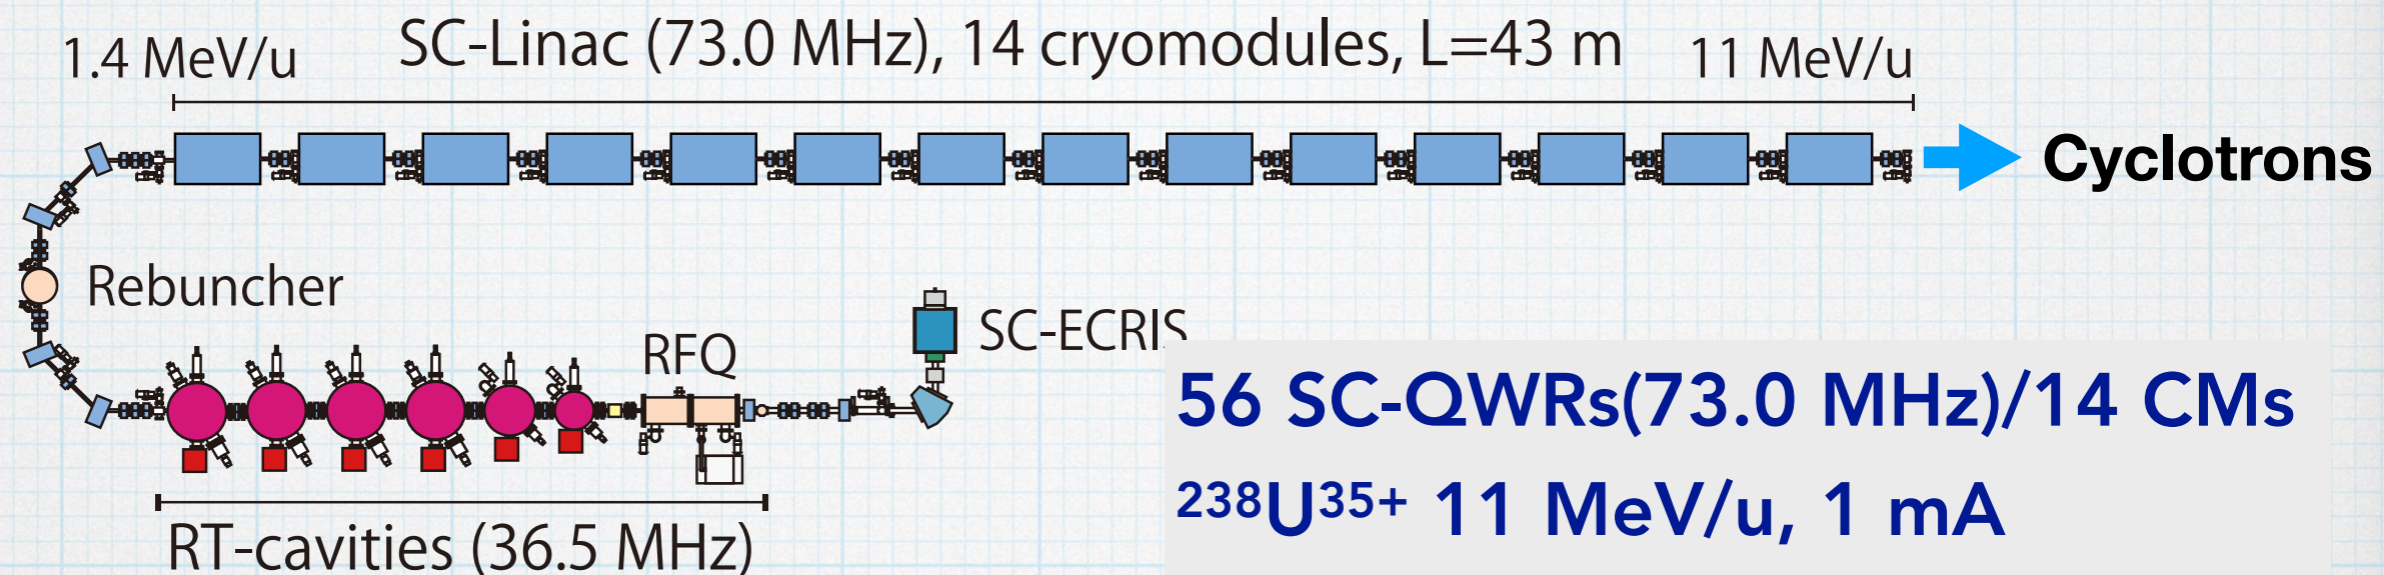 SC-Linac (73.0 MHz), 14 cryomodules, L=43 m
1.4 MeV/u
11 MeV/u
Cyclotrons
Rebuncher
SC-ECRIS
RFQ
RT-cavities (36.5 MHz)
56 SC-QWRs(73.0 MHz)/14 CMs
²³⁸U³⁵⁺ 11 MeV/u, 1 mA